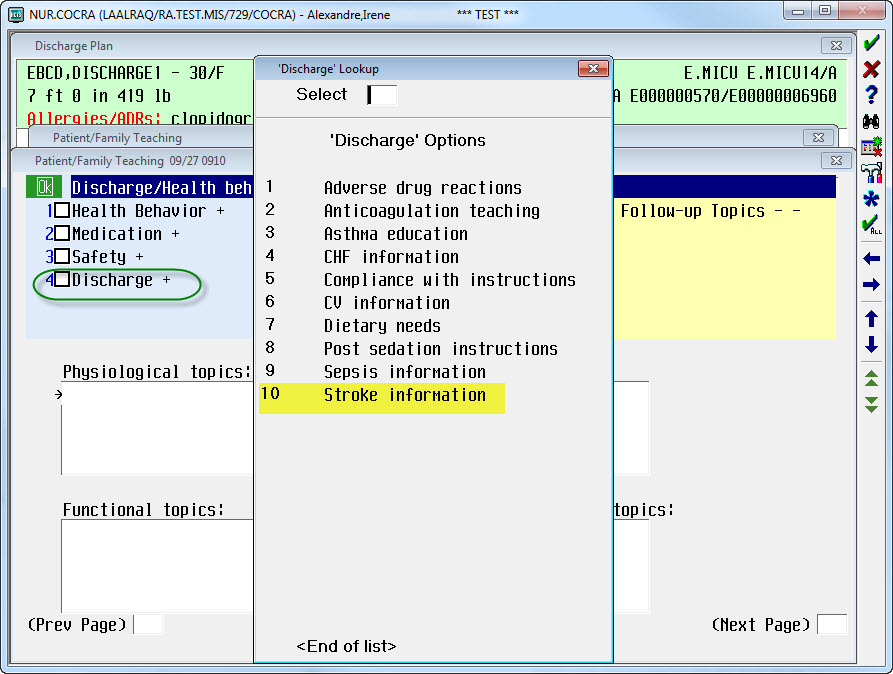 NUR.COCRA (LAALRAQ/RA.TEST.MIS/729/COCRA) - Alexandre,Irene *** TEST ***
Discharge Plan
EBCD,DISCHARGE1 - 30/F E.MICU E.MICU14/A
7 ft 0 in 419 lb A E000000570/E00000006960
Allergies/ADRs: clopidogr
Patient/Family Teaching
Patient/Family Teaching 09/27 0910
Ok Discharge/Health beh
1 Health Behavior + Follow-up Topics - -
2 Medication +
3 Safety +
4 Discharge +
Physiological topics:
Functional topics: topics:
(Prev Page) (Next Page)
'Discharge' Lookup
Select
'Discharge' Options
1 Adverse drug reactions
2 Anticoagulation teaching
3 Asthma education
4 CHF information
5 Compliance with instructions
6 CV information
7 Dietary needs
8 Post sedation instructions
9 Sepsis information
10 Stroke information
<End of list>
ALL